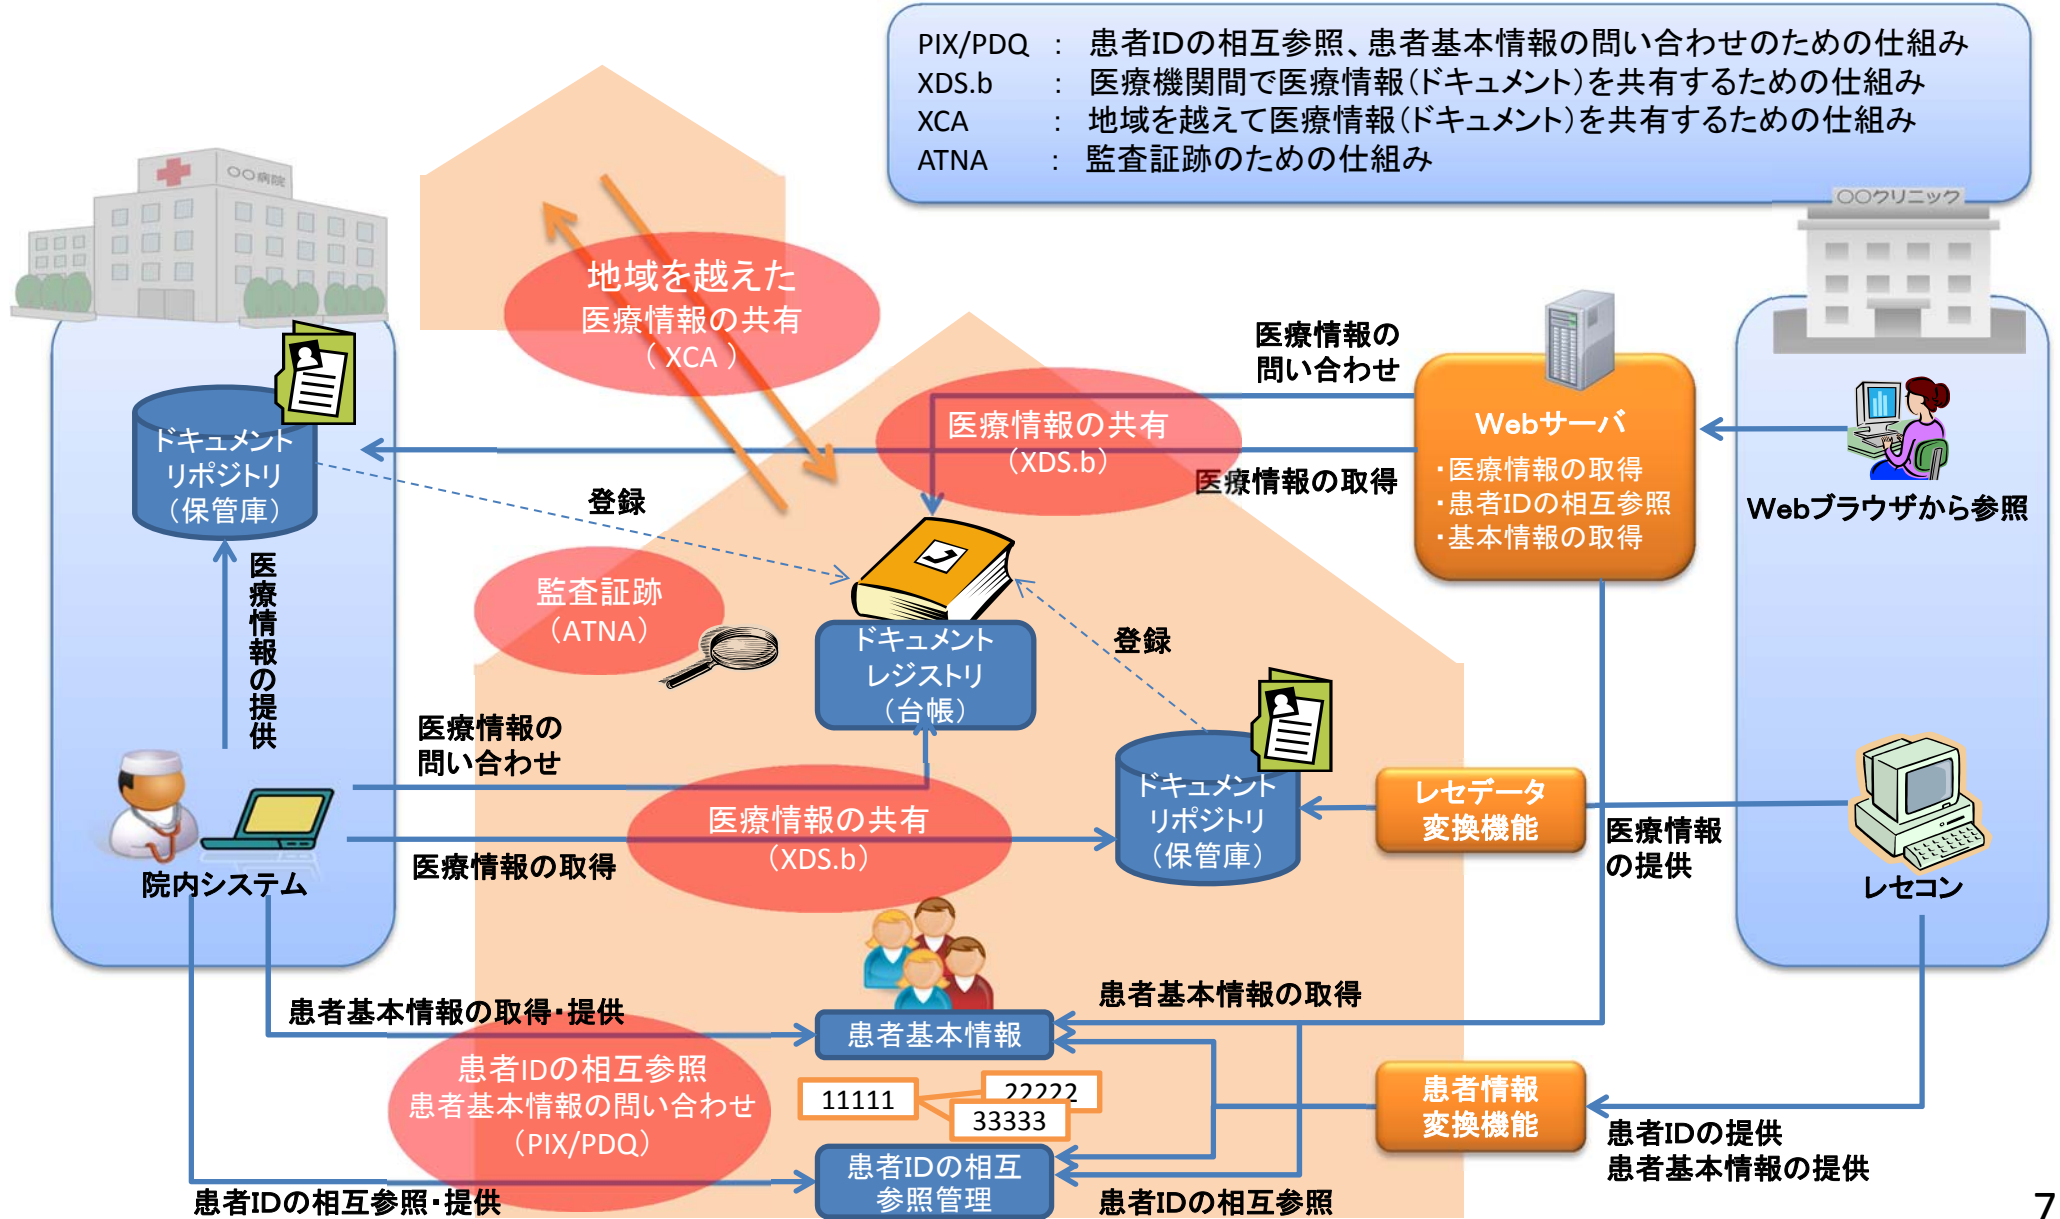 PIX/PDQ : 患者IDの相互参照、患者基本情報の問い合わせのための仕組み
XDS.b : 医療機関間で医療情報(ドキュメント)を共有するための仕組み
XCA : 地域を越えて医療情報(ドキュメント)を共有するための仕組み
ATNA : 監査証跡のための仕組み
〇〇病院
〇〇クリニック
地域を越えた
医療情報の共有
( XCA )
医療情報の
問い合わせ
医療情報の共有
(XDS.b)
医療情報の取得
Webサーバ
・医療情報の取得
・患者IDの相互参照
・基本情報の取得
Webブラウザから参照
ドキュメント
リポジトリ
(保管庫)
登録
医療情報の提供
監査証跡
(ATNA)
ドキュメント
レジストリ
(台帳)
登録
医療情報の
問い合わせ
医療情報の共有
(XDS.b)
医療情報の取得
ドキュメント
リポジトリ
(保管庫)
レセデータ
変換機能
医療情報
の提供
レセコン
院内システム
患者基本情報の取得・提供
患者基本情報の取得
患者基本情報
患者IDの相互参照
患者基本情報の問い合わせ
(PIX/PDQ)
11111
22222
33333
患者情報
変換機能
患者IDの提供
患者基本情報の提供
患者IDの相互
参照管理
患者IDの相互参照・提供
患者IDの相互参照
7